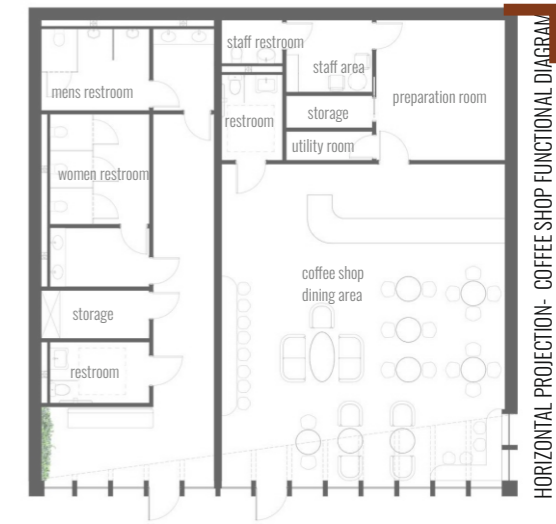 staff restroom
staff area
mens restroom
preparation room
storage
restroom
utility room
women restroom
coffee shop
dining area
storage
restroom
HORIZONTAL PROJECTION- COFFEE SHOP FUNCTIONAL DIAGRAM